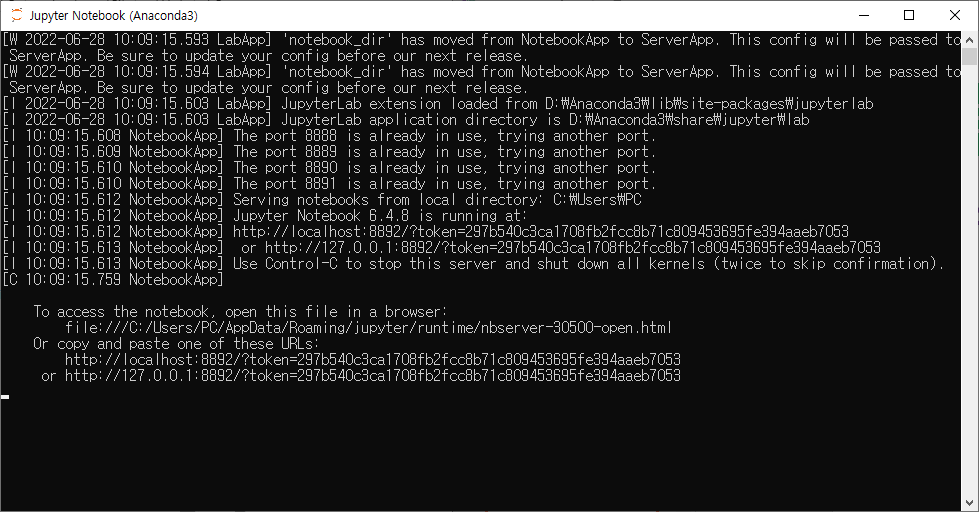 Jupyter Notebook (Anaconda3)
[W 2022-06-28 10:09:15.593 LabApp] 'notebook_dir' has moved from NotebookApp to ServerApp. This config will be passed to
ServerApp. Be sure to update your config before our next release.
[W 2022-06-28 10:09:15.594 LabApp] 'notebook_dir' has moved from NotebookApp to ServerApp. This config will be passed to
ServerApp. Be sure to update your config before our next release.
[I 2022-06-28 10:09:15.603 LabApp] JupyterLab extension loaded from D:₩Anaconda3₩lib₩site-packages₩jupyterlab
[I 2022-06-28 10:09:15.603 LabApp] JupyterLab application directory is D:₩Anaconda3₩share₩jupyter₩lab
[I 10:09:15.608 NotebookApp] The port 8888 is already in use, trying another port.
[I 10:09:15.609 NotebookApp] The port 8889 is already in use, trying another port.
[I 10:09:15.610 NotebookApp] The port 8890 is already in use, trying another port.
[I 10:09:15.610 NotebookApp] The port 8891 is already in use, trying another port.
[I 10:09:15.612 NotebookApp] Serving notebooks from local directory: C:₩Users₩PC
[I 10:09:15.612 NotebookApp] Jupyter Notebook 6.4.8 is running at:
[I 10:09:15.612 NotebookApp] http://localhost:8892/?token=297b540c3ca1708fb2fcc8b71c809453695fe394aaeb7053
[I 10:09:15.613 NotebookApp]  or http://127.0.0.1:8892/?token=297b540c3ca1708fb2fcc8b71c809453695fe394aaeb7053
[I 10:09:15.613 NotebookApp] Use Control-C to stop this server and shut down all kernels (twice to skip confirmation).
[C 10:09:15.759 NotebookApp]
To access the notebook, open this file in a browser:
file:///C:/Users/PC/AppData/Roaming/jupyter/runtime/nbserver-30500-open.html
Or copy and paste one of these URLs:
http://localhost:8892/?token=297b540c3ca1708fb2fcc8b71c809453695fe394aaeb7053
or http://127.0.0.1:8892/?token=297b540c3ca1708fb2fcc8b71c809453695fe394aaeb7053